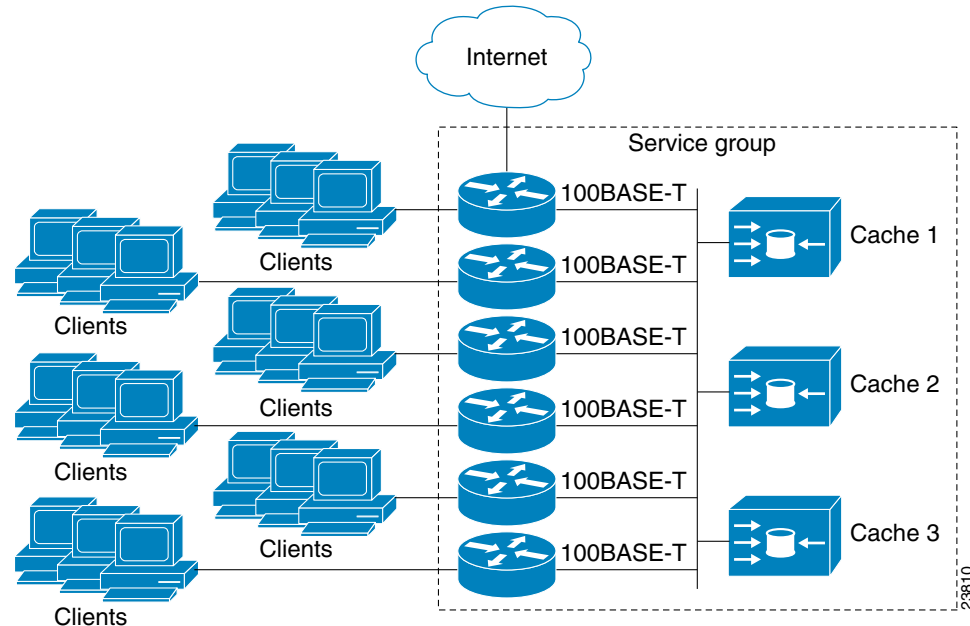 Internet
Service group
100BASE-T
Cache 1
Clients
100BASE-T
Clients
100BASE-T
Clients
100BASE-T
Cache 2
Clients
100BASE-T
Clients
100BASE-T
Cache 3
Clients
23810